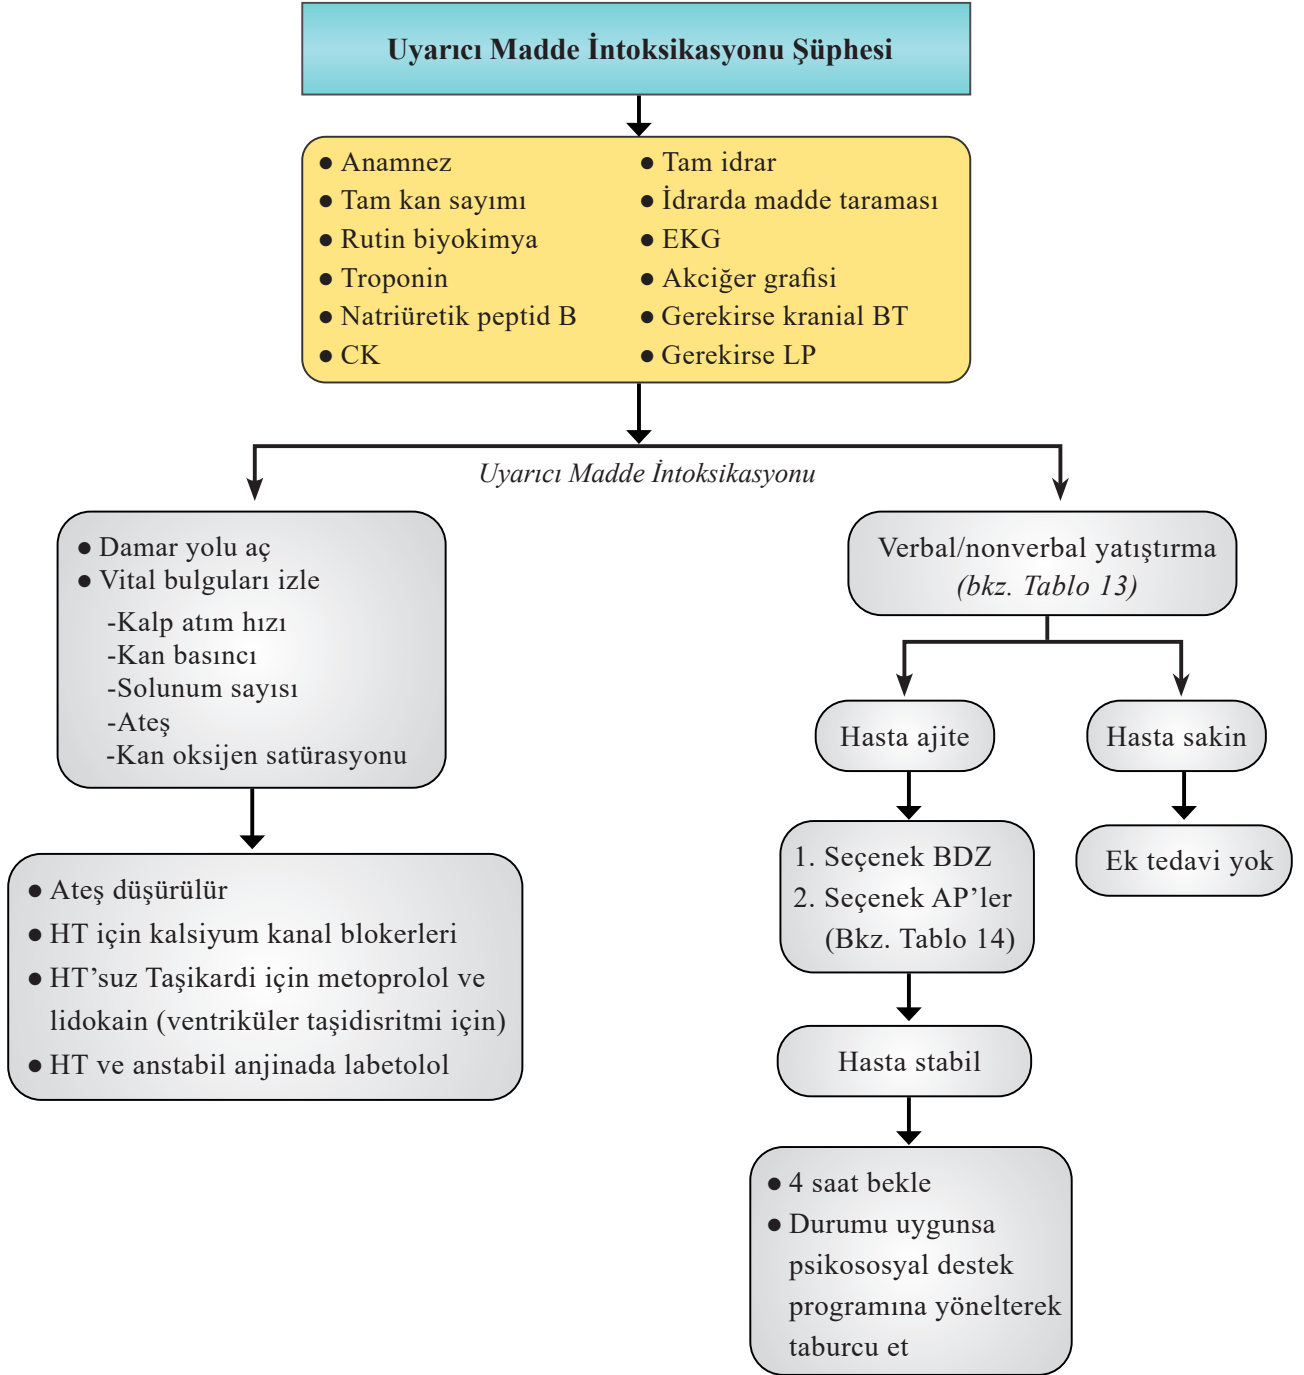 Uyarıcı Madde İntoksikasyonu Şüphesi
● Anamnez
● Tam kan sayımı
● Rutin biyokimya
● Troponin
● Natriüretik peptid B
● CK
● Tam idrar
● İdrarda madde taraması
● EKG
● Akciğer grafisi
● Gerekirse kranial BT
● Gerekirse LP
Uyarıcı Madde İntoksikasyonu
● Damar yolu aç
● Vital bulguları izle
-Kalp atım hızı
-Kan basıncı
-Solunum sayısı
-Ateş
-Kan oksijen satürasyonu
● Ateş düşürülür
● HT için kalsiyum kanal blokerleri
● HT’suz Taşikardi için metoprolol ve
lidokain (ventriküler taşidisritmi için)
● HT ve anstabil anjinada labetolol
Verbal/nonverbal yatıştırma
(bkz. Tablo 13)
Hasta ajite
Hasta sakin
1. Seçenek BDZ
2. Seçenek AP’ler
(Bkz. Tablo 14)
Ek tedavi yok
Hasta stabil
● 4 saat bekle
● Durumu uygunsa
psikososyal destek
programına yönelterek
taburcu et